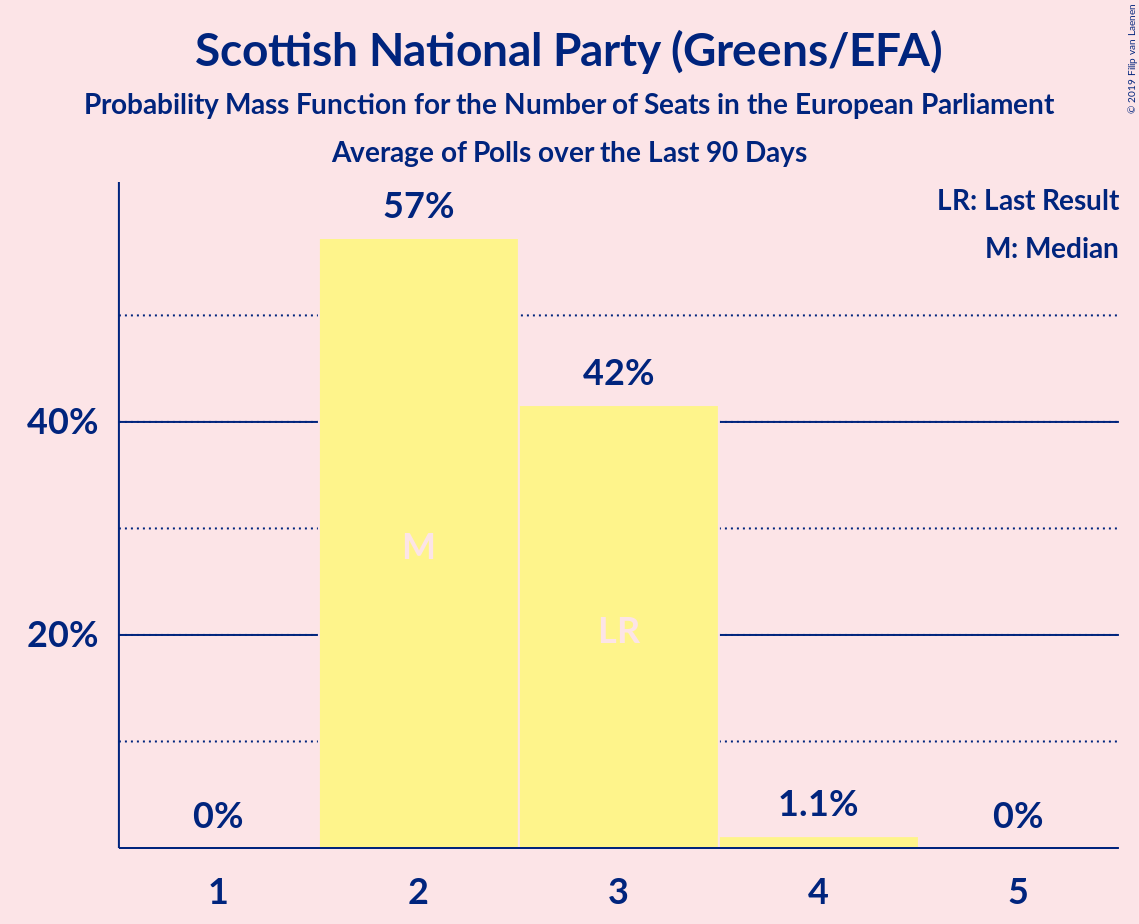 Scottish National Party (Greens/EFA)
Probability Mass Function for the Number of Seats in the European Parliament
Average of Polls over the Last 90 Days
© 2019 Filip van Laenen
LR: Last Result
M: Median
57%
42%
40%
M
LR
20%
0%
1.1%
0%
1
2
3
4
5